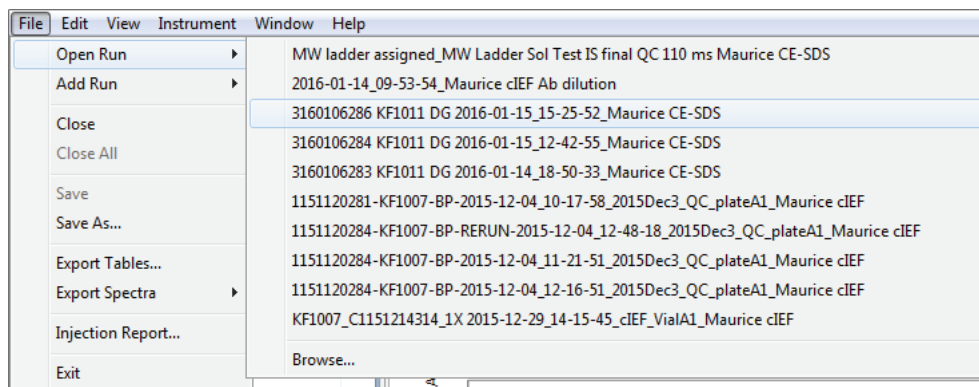 File Edit View Instrument Window Help
Open Run
Add Run
Close
Close All
Save
Save As...
Export Tables...
Export Spectra
Injection Report...
Exit
MW ladder assigned_MW Ladder Sol Test IS final QC 110 ms Maurice CE-SDS
2016-01-14_09-53-54_Maurice cIEF Ab dilution
3160106286 KF1011 DG 2016-01-15_15-25-52_Maurice CE-SDS
3160106284 KF1011 DG 2016-01-15_12-42-55_Maurice CE-SDS
3160106283 KF1011 DG 2016-01-14_18-50-33_Maurice CE-SDS
1151120281-KF1007-BP-2015-12-04_10-17-58_2015Dec3_QC_plateA1_Maurice cIEF
1151120284-KF1007-BP-RERUN-2015-12-04_12-48-18_2015Dec3_QC_plateA1_Maurice cIEF
1151120284-KF1007-BP-2015-12-04_11-21-51_2015Dec3_QC_plateA1_Maurice cIEF
1151120284-KF1007-BP-2015-12-04_12-16-51_2015Dec3_QC_plateA1_Maurice cIEF
KF1007_C1151214314_1X 2015-12-29_14-15-45_cIEF_VialA1_Maurice cIEF
Browse...